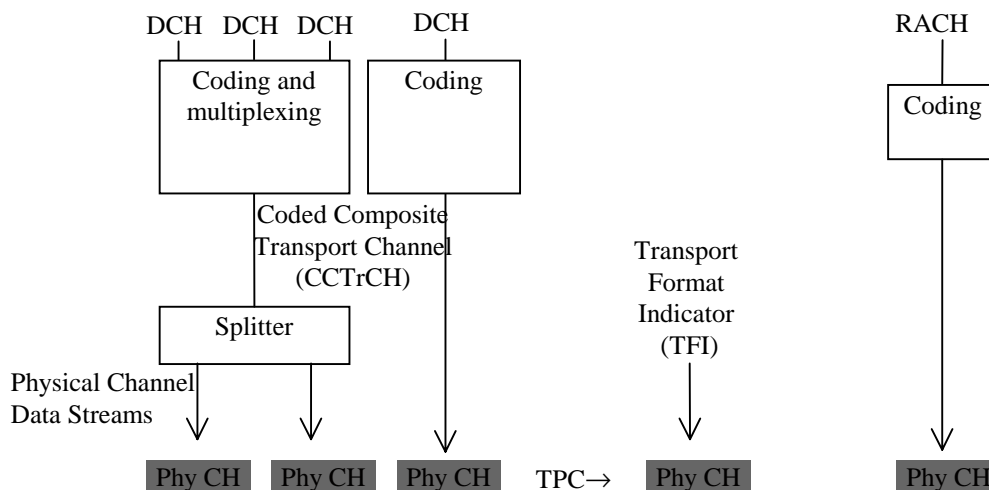 DCH DCH DCH DCH RACH
Coding and
multiplexing
Coding
Coding
Coded Composite
Transport Channel
(CCTrCH)
Transport
Format
Indicator
(TFI)
Splitter
Physical Channel
Data Streams
Phy CH Phy CH Phy CH TPC→ Phy CH Phy CH